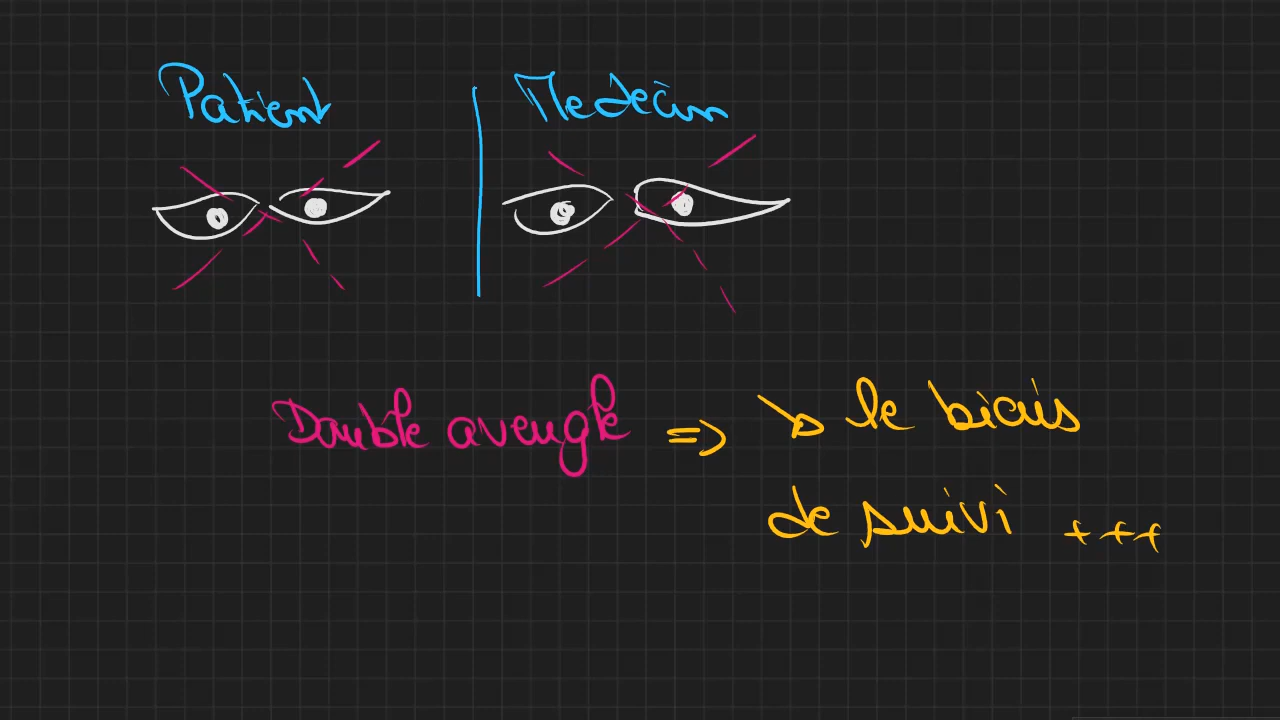 Patient | Medecin
Double aveugle => ↘ le biais
de suivi +++